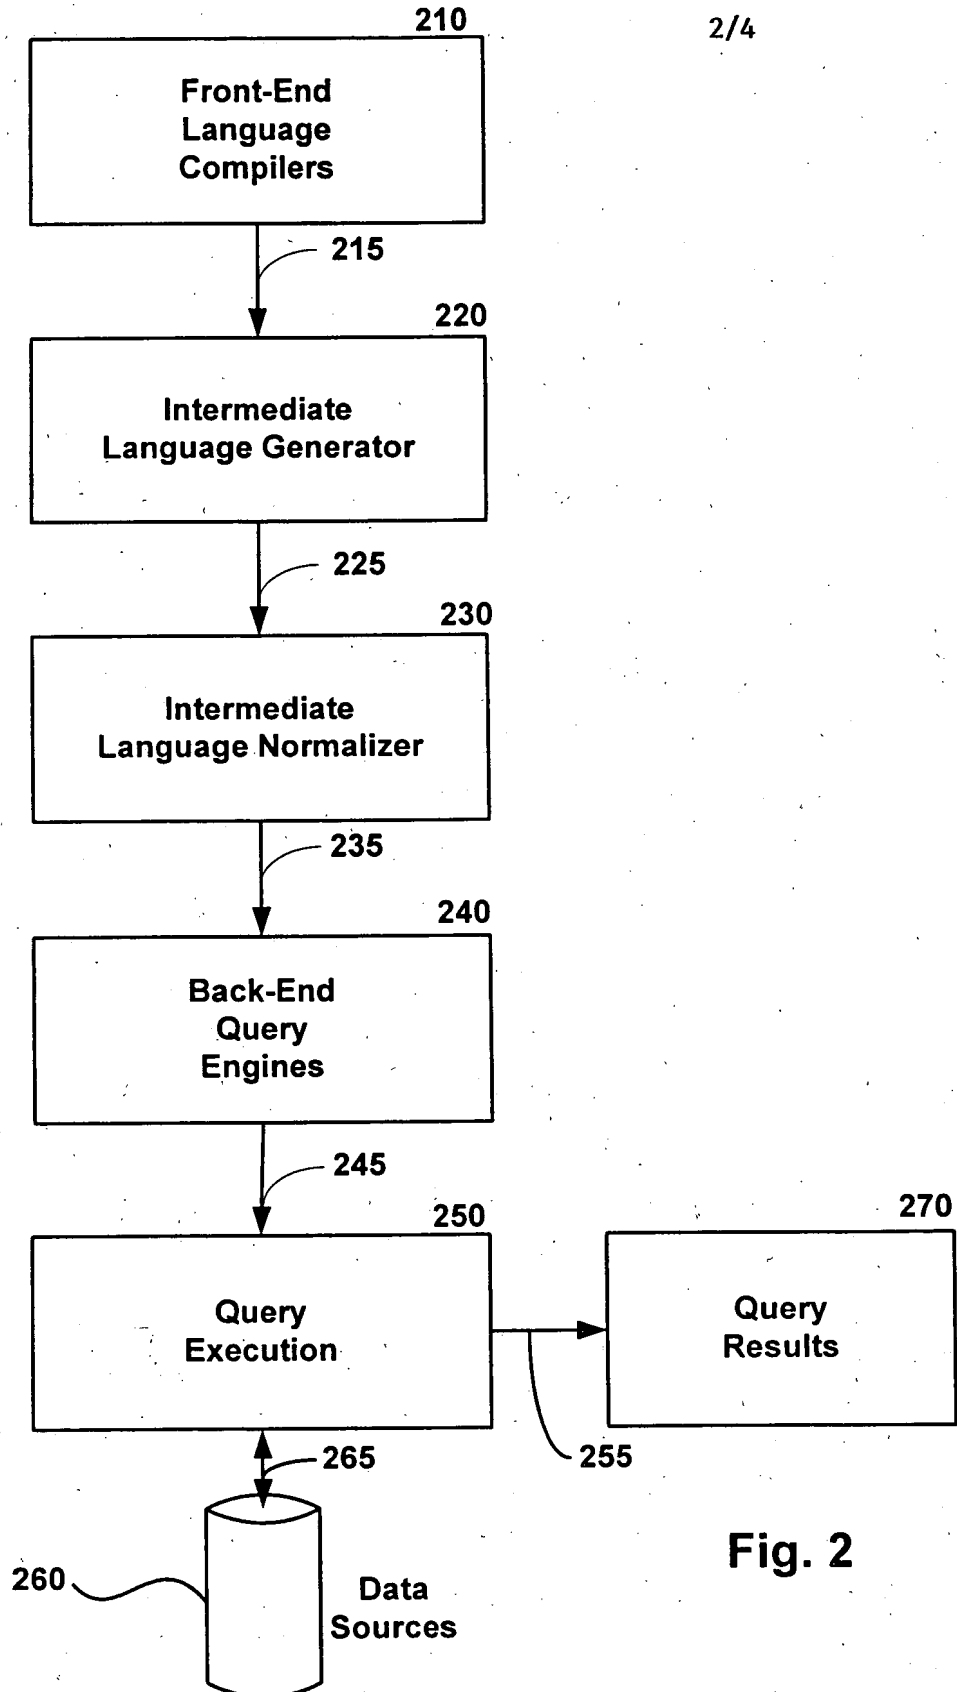 210
2/4
Front-End
Language
Compilers
215
220
Intermediate
Language Generator
225
230
Intermediate
Language Normalizer
235
240
Back-End
Query
Engines
245
250
270
Query
Execution
Query
Results
265
255
Fig. 2
260
Data
Sources